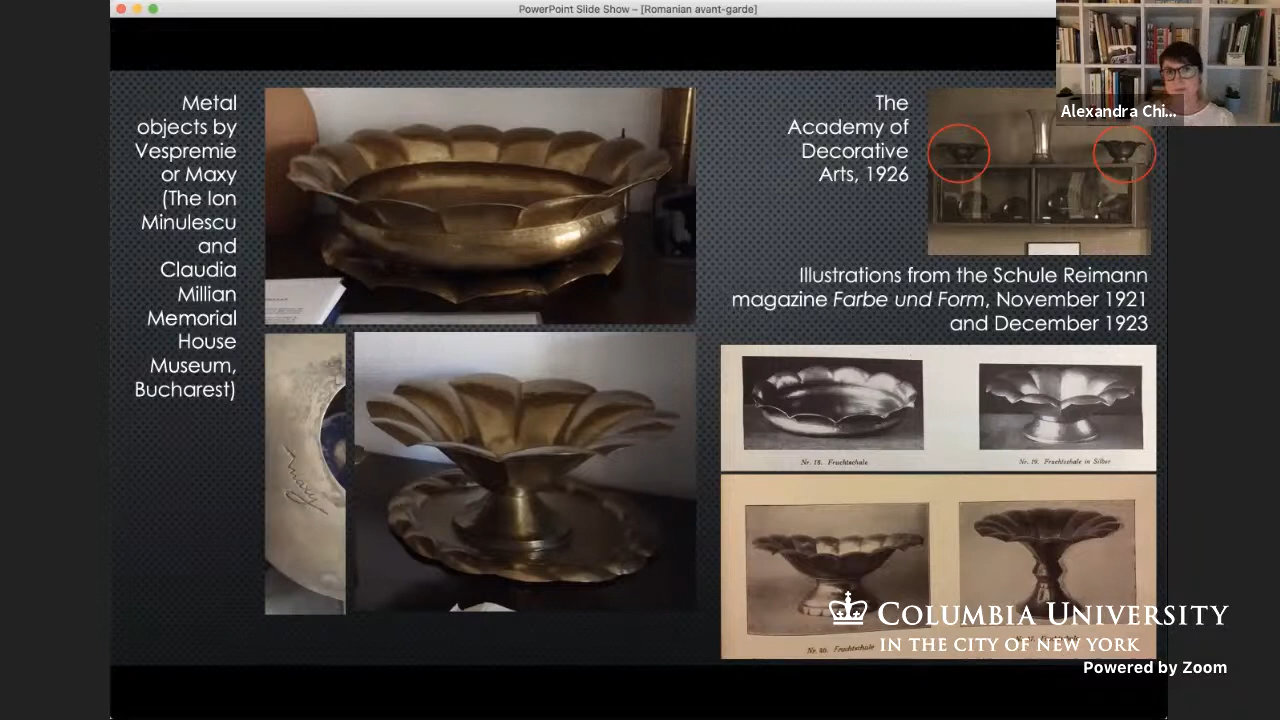 PowerPoint Slide Show – [Romanian avant-garde]
Alexandra Chi...
Metal
objects by
Vespremie
or Maxy
(The Ion
Minulescu
and
Claudia
Millian
Memorial
House
Museum,
Bucharest)
maxy
The
Academy of
Decorative
Arts, 1926
Illustrations from the Schule Reimann
magazine Farbe und Form, November 1921
and December 1923
Nr. 18. Fruchtschale
Nr. 19. Fruchtschale in Silber
Fruchtschale
COLUMBIA UNIVERSITY
IN THE CITY OF NEW YORK
Powered by Zoom